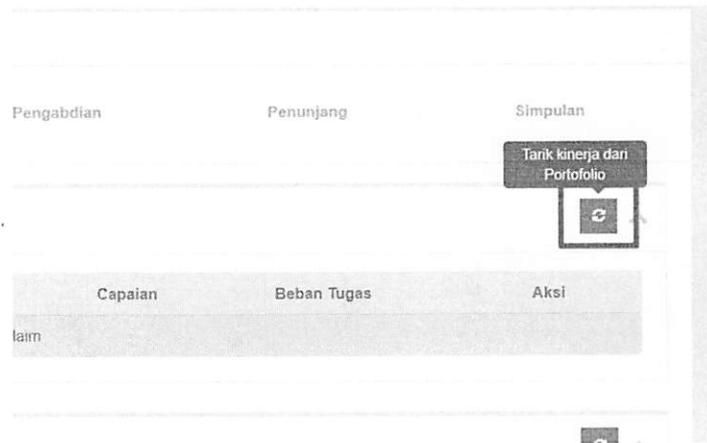 Pengabdian Penunjang Simpulan
Tarik kinerja dari
Portofolio
Capaian Beban Tugas Aksi
laim